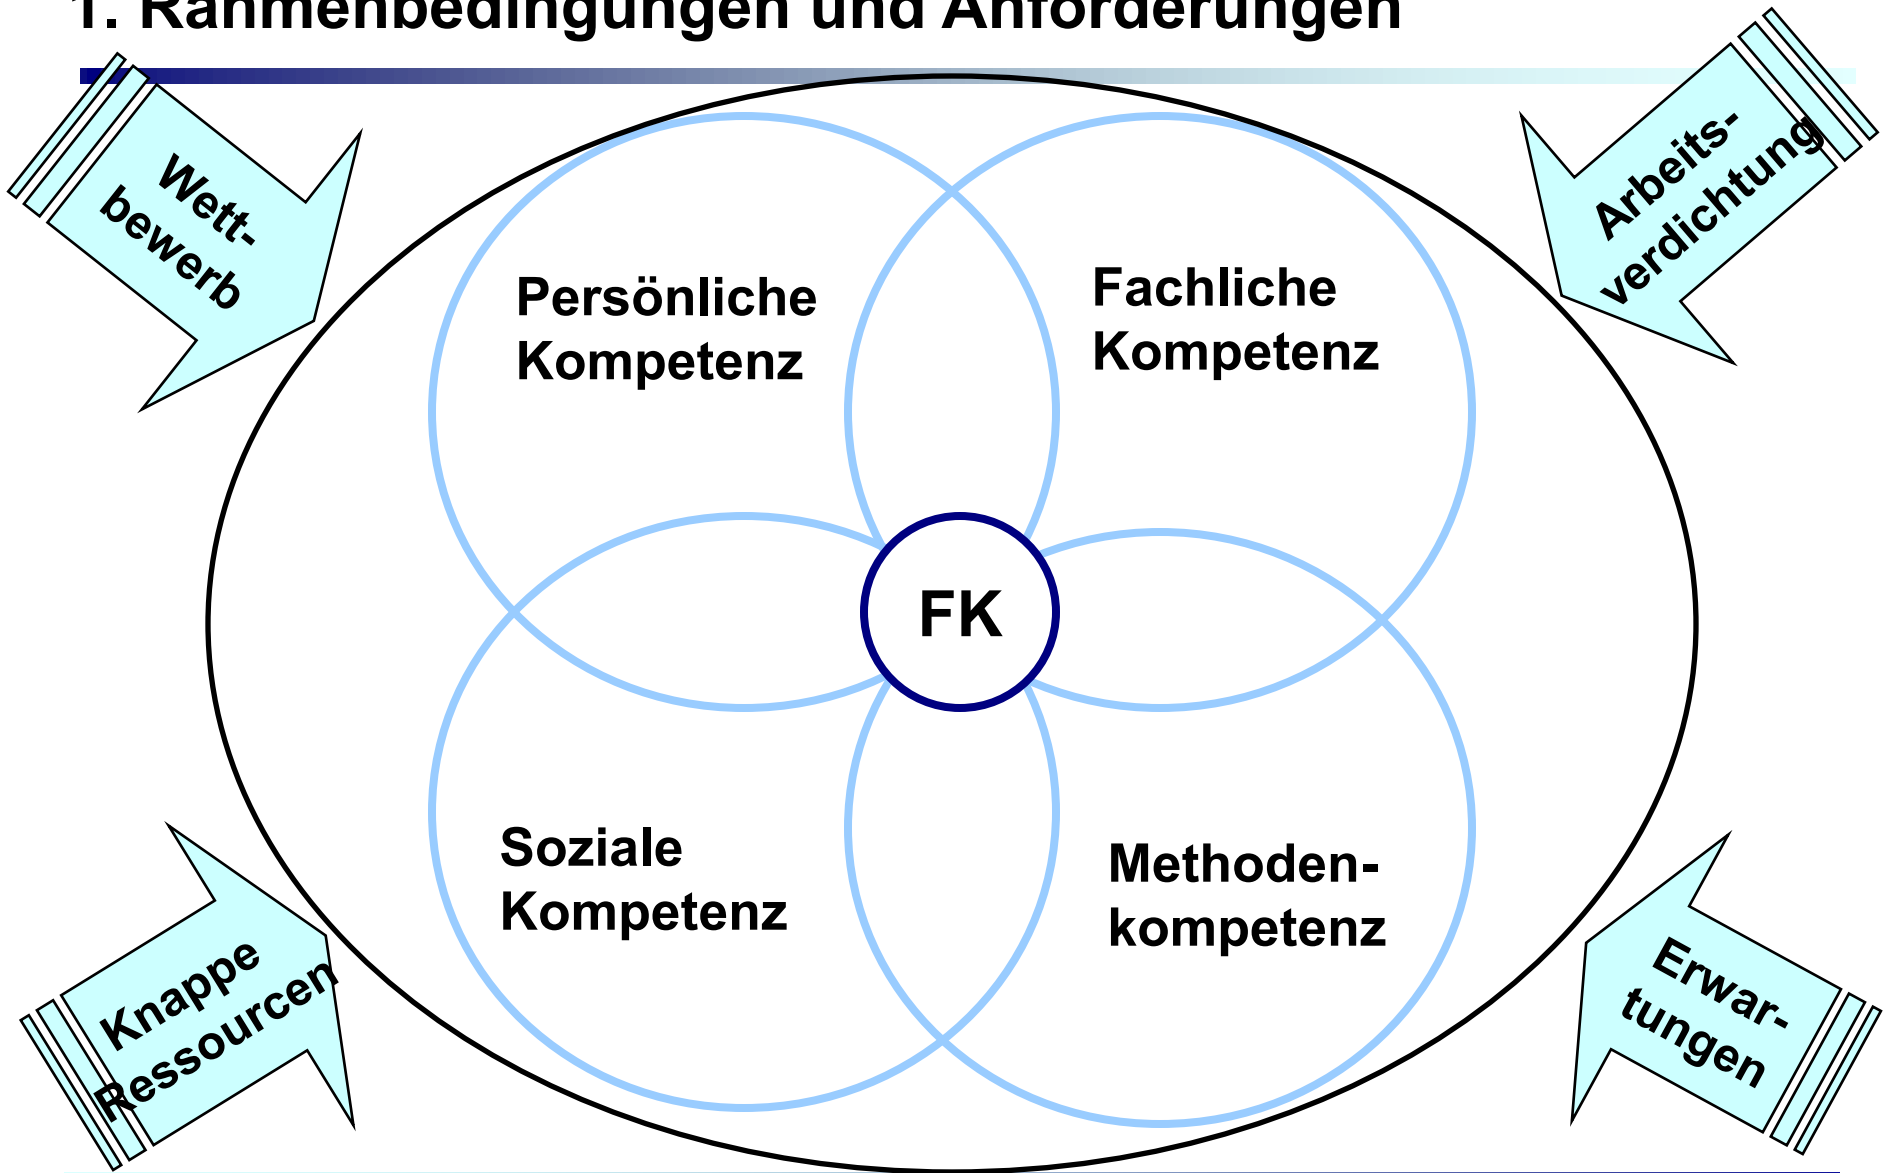 1. Rahmenbedingungen und Anforderungen
Wett-
bewerb
Arbeits-
verdichtung
Persönliche
Kompetenz
Fachliche
Kompetenz
FK
Soziale
Kompetenz
Methoden-
kompetenz
Knappe
Ressourcen
Erwar-
tungen